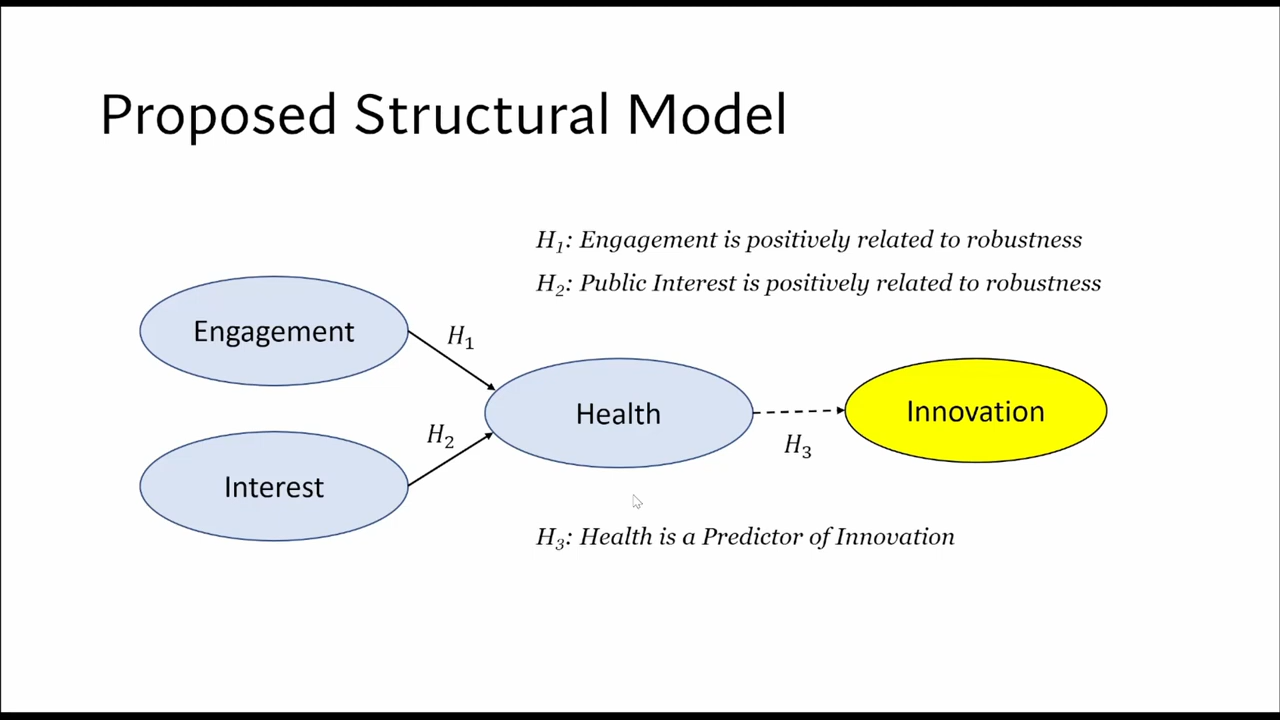 Proposed Structural Model
H₁: Engagement is positively related to robustness
H₂: Public Interest is positively related to robustness
Engagement
H₁
Health
Innovation
H₂
H₃
Interest
H₃: Health is a Predictor of Innovation